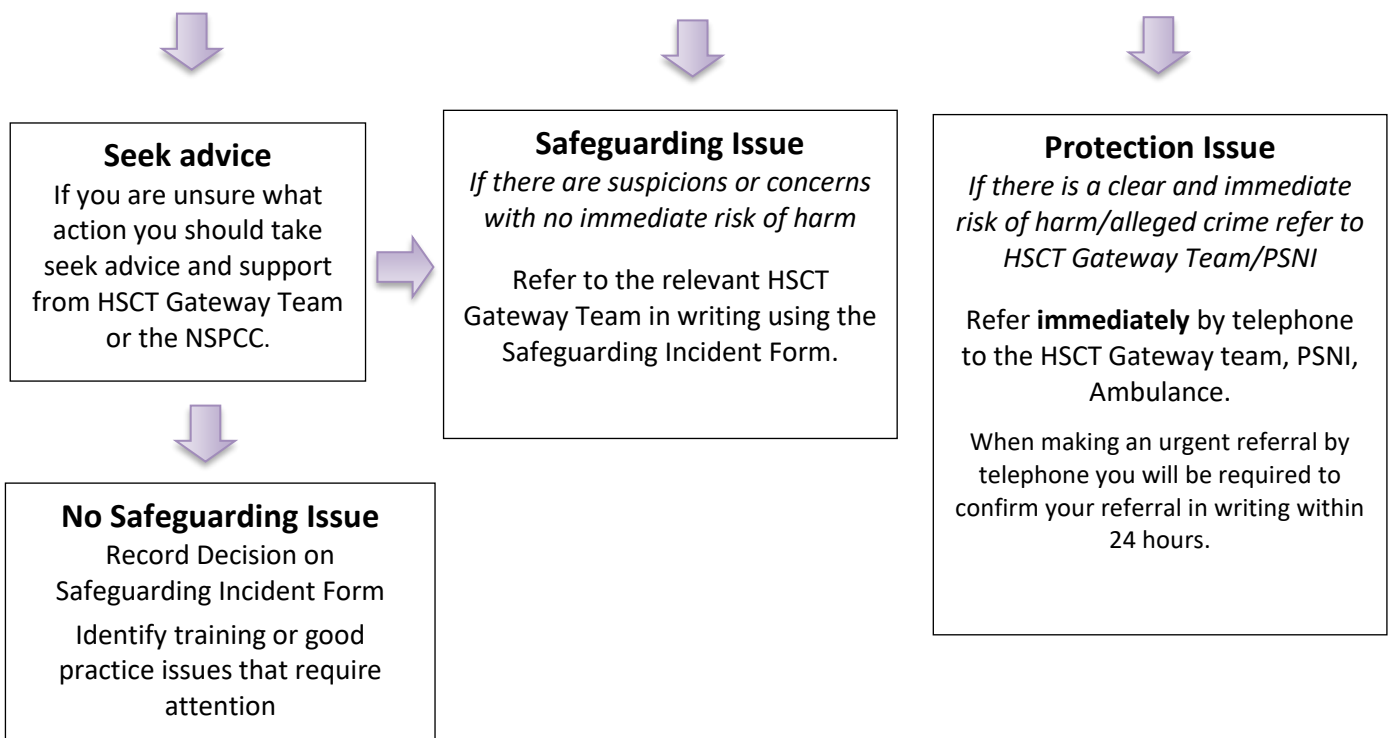 Seek advice
If you are unsure what
action you should take
seek advice and support
from HSCT Gateway Team
or the NSPCC.
Safeguarding Issue
If there are suspicions or concerns
with no immediate risk of harm
Refer to the relevant HSCT
Gateway Team in writing using the
Safeguarding Incident Form.
Protection Issue
If there is a clear and immediate
risk of harm/alleged crime refer to
HSCT Gateway Team/PSNI
Refer immediately by telephone
to the HSCT Gateway team, PSNI,
Ambulance.
When making an urgent referral by
telephone you will be required to
confirm your referral in writing within
24 hours.
No Safeguarding Issue
Record Decision on
Safeguarding Incident Form
Identify training or good
practice issues that require
attention